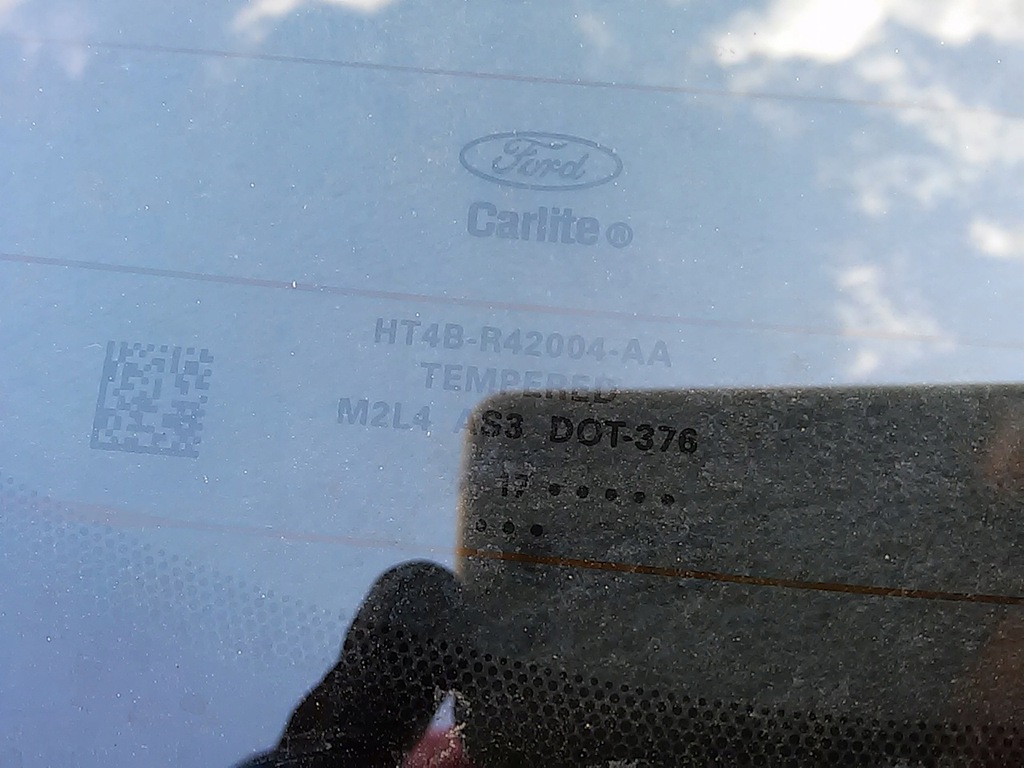 Ford
Carlite®
HT4B-R42004-AA
TEMPERED
M2L4 AS3 DOT-376
17 • • • • •
• • •